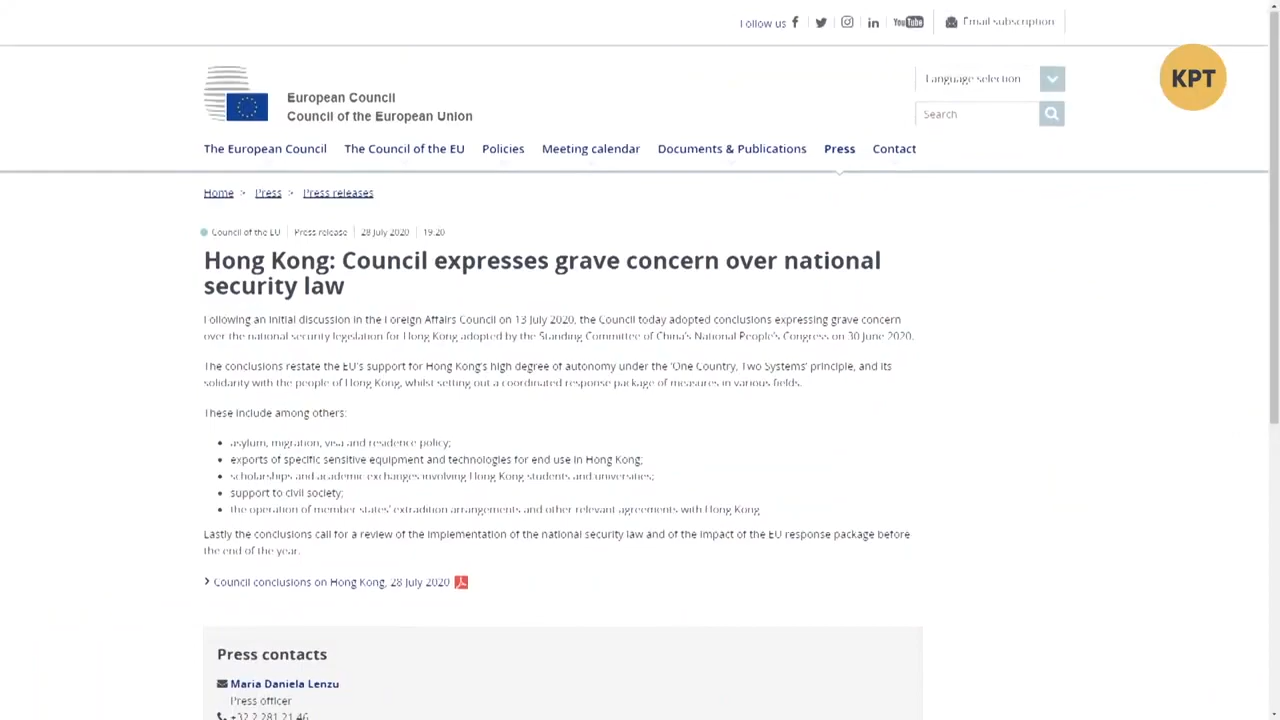 Follow us
You Tube
Email subscription
KPT
Language selection
European Council
Council of the European Union
Search
The European Council The Council of the EU Policies Meeting calendar Documents & Publications Press Contact
Home > Press > Press releases
Council of the EU Press release 28 July 2020 19:20
Hong Kong: Council expresses grave concern over national
security law
Following an initial discussion in the Foreign Affairs Council on 13 July 2020, the Council today adopted conclusions expressing grave concern
over the national security legislation for Hong Kong adopted by the Standing Committee of China's National People's Congress on 30 June 2020.
The conclusions restate the EU's support for Hong Kong's high degree of autonomy under the 'One Country, Two Systems' principle, and its
solidarity with the people of Hong Kong, whilst setting out a coordinated response package of measures in various fields.
These include among others:
• asylum, migration, visa and residence policy;
• exports of specific sensitive equipment and technologies for end use in Hong Kong;
• scholarships and academic exchanges involving Hong Kong students and universities;
• support to civil society;
• the operation of member states' extradition arrangements and other relevant agreements with Hong Kong
Lastly the conclusions call for a review of the implementation of the national security law and of the impact of the EU response package before
the end of the year.
Council conclusions on Hong Kong, 28 July 2020
Press contacts
Maria Daniela Lenzu
Press officer
+32 2 281 21 46